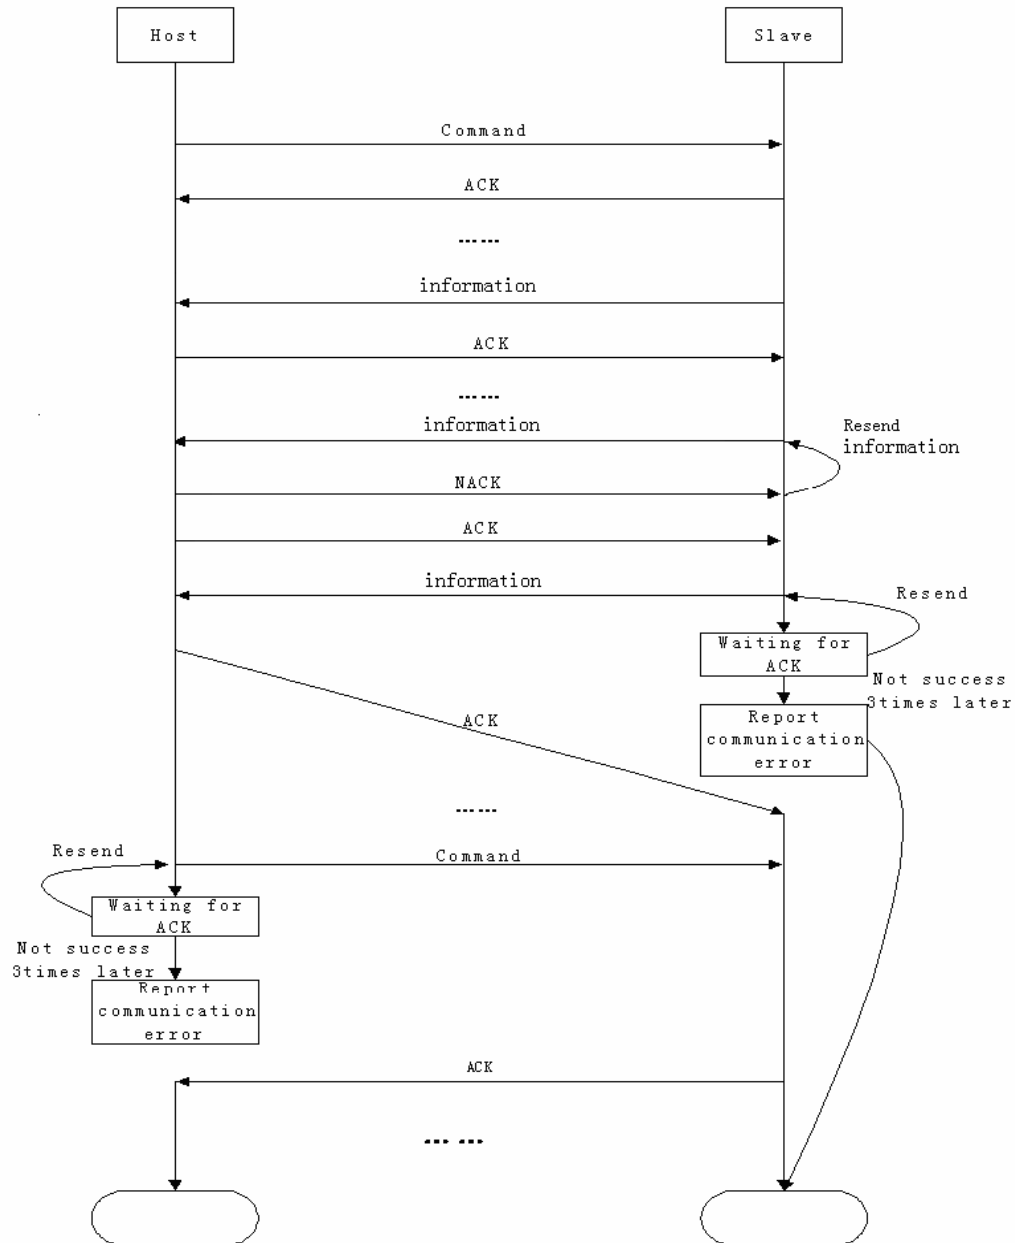 Host
Slave
Command
ACK
……
information
ACK
……
information
Resend
information
NACK
ACK
information
Resend
Waiting for
ACK
Not success
3times later
Report
communication
error
ACK
……
Resend
Command
Waiting for
ACK
Not success
3times later
Report
communication
error
ACK
… …